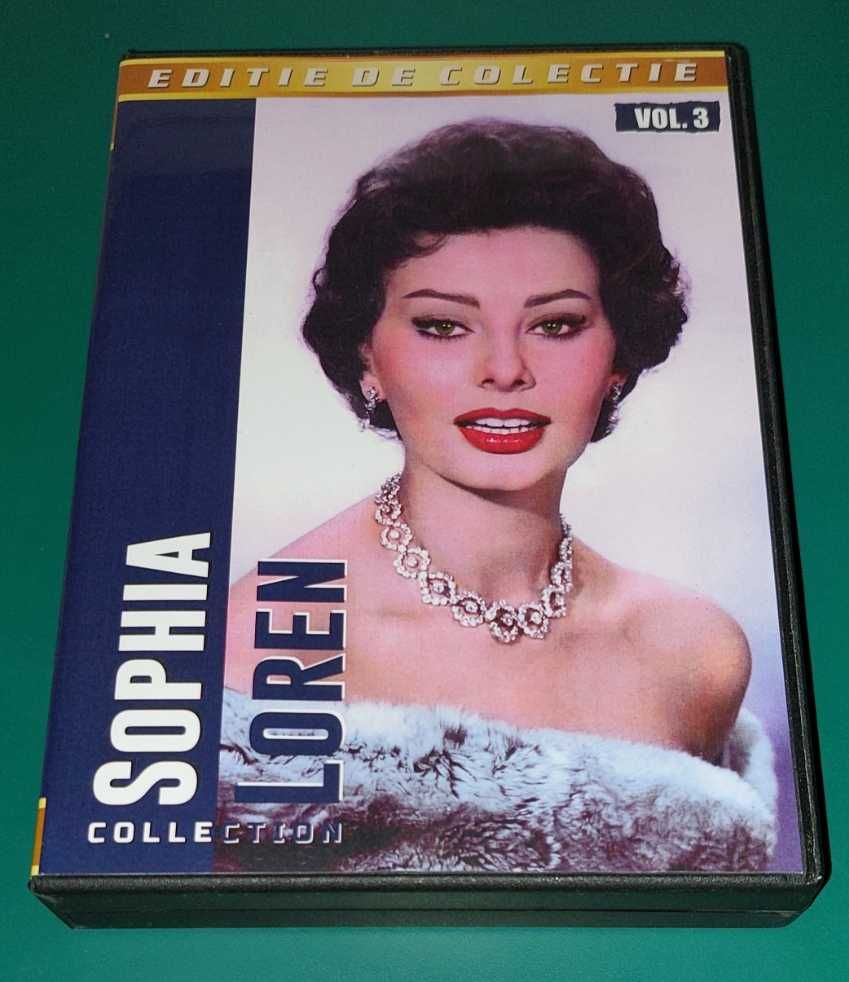 EDITIE DE COLECTIE
VOL. 3
SOPHIA
LOREN
COLLECTION